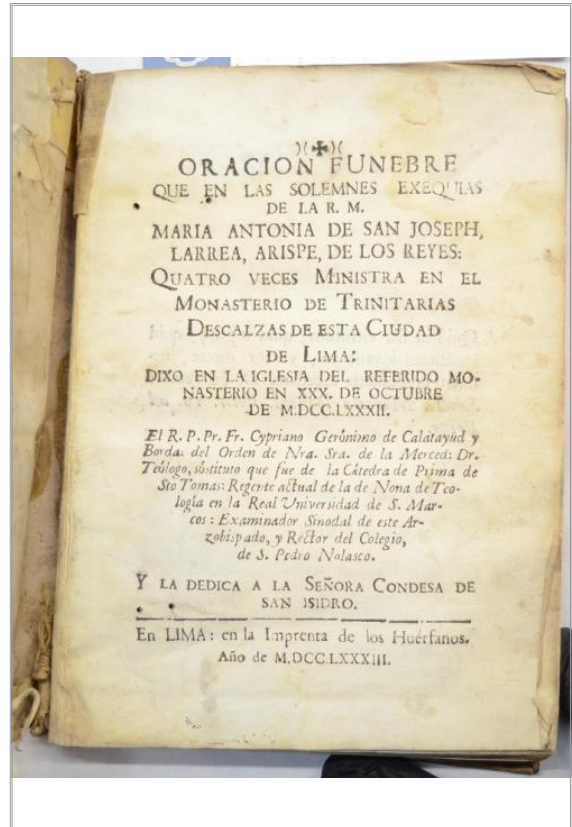 )(✠)(
ORACION FUNEBRE
QUE EN LAS SOLEMNES EXEQUIAS
DE LA R. M.
MARIA ANTONIA DE SAN JOSEPH,
LARREA, ARISPE, DE LOS REYES:
QUATRO VECES MINISTRA EN EL
MONASTERIO DE TRINITARIAS
DESCALZAS DE ESTA CIUDAD
DE LIMA:
DIXO EN LA IGLESIA DEL REFERIDO MO-
NASTERIO EN XXX. DE OCTUBRE
DE M.DCC.LXXXII.
El R. P. Pr. Fr. Cypriano Gerónimo de Calatayúd y
Borda: del Orden de Nra. Sra. de la Merced: Dr.
Teólogo, sostituto que fue de la Cátedra de Prima de
Sto Tomas: Regente actual de la de Nona de Teo-
logía en la Real Universidad de S. Mar-
cos: Examinador Sinodal de este Ar-
zobispado, y Rector del Colegio,
de S. Pedro Nolasco.
Y LA DEDICA A LA SEÑORA CONDESA DE
SAN ISIDRO.
En LIMA: en la Imprenta de los Huérfanos.
Año de M.DCC.LXXXIII.